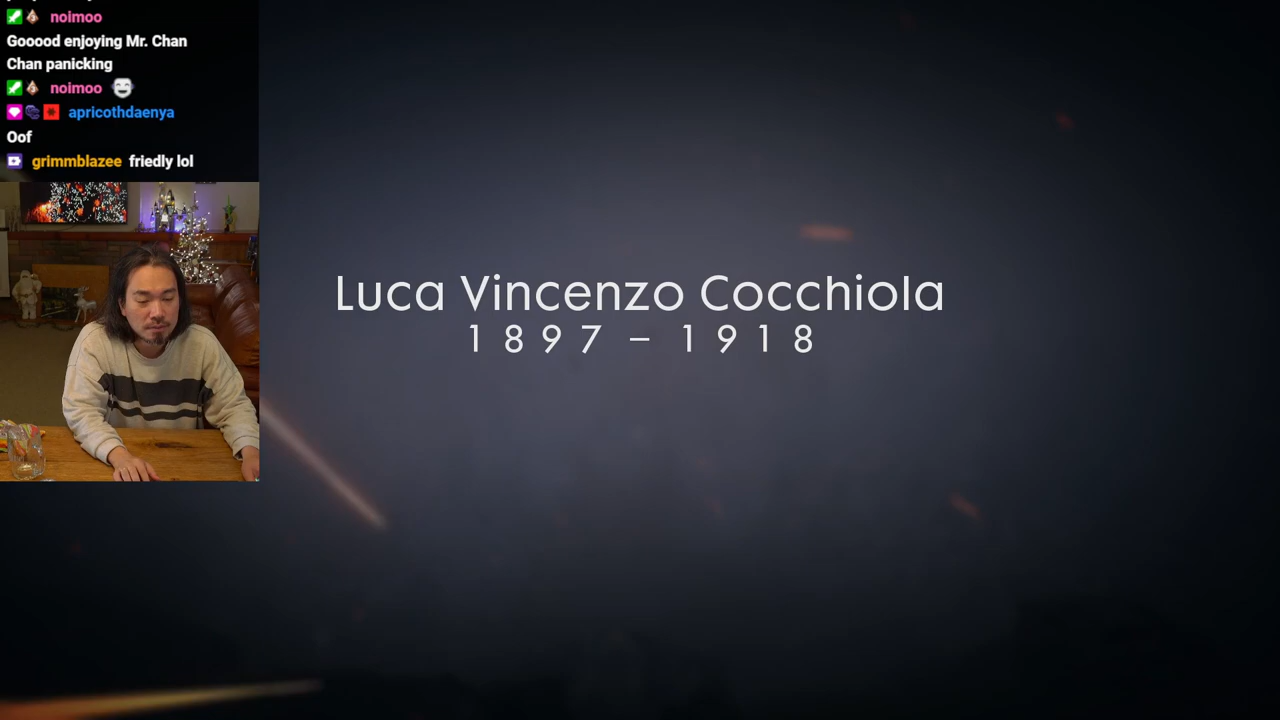 noimoo
Gooood enjoying Mr. Chan
Chan panicking
noimoo
apricothdaenya
Oof
grimmblazee friedly lol
Luca Vincenzo Cocchiola
1897 – 1918